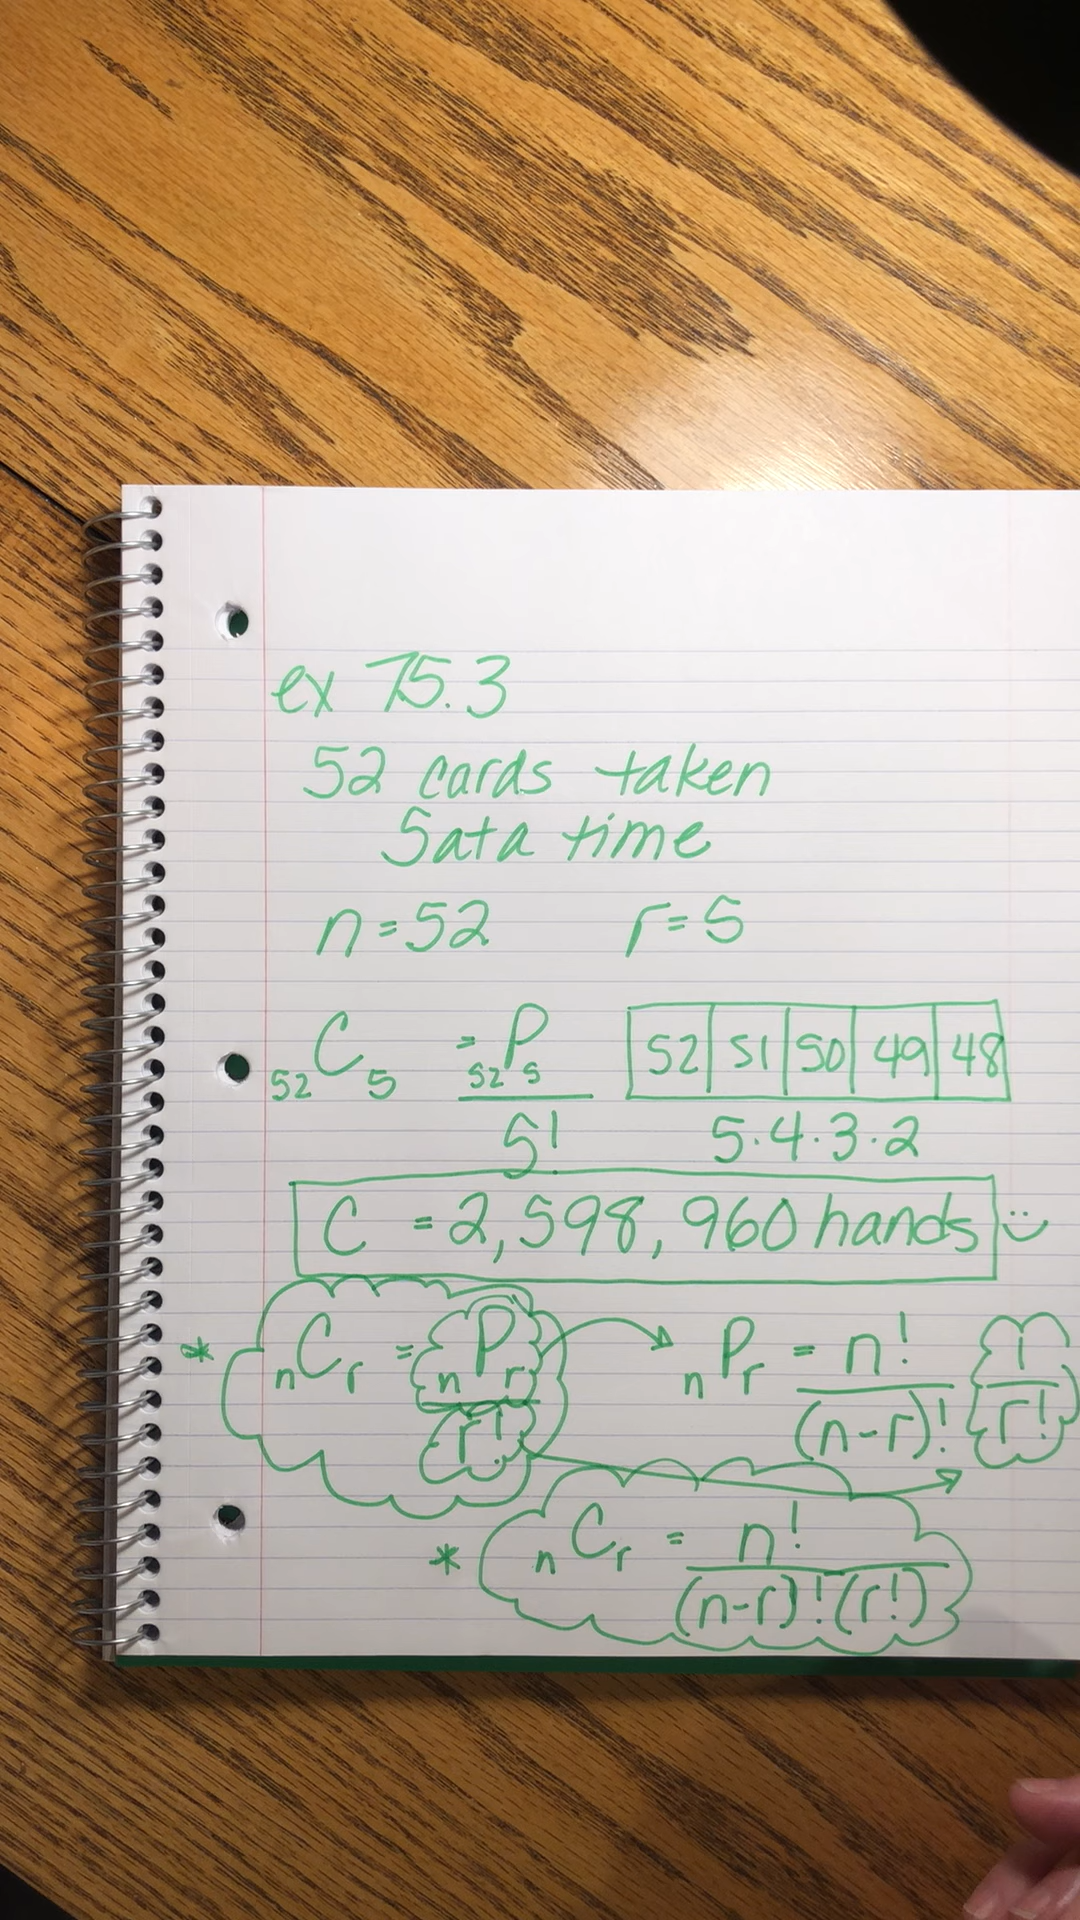 ex 75.3
52 cards taken
5 at a time
n = 52 r = 5
52C5 = 52P5 52 51 50 49 48
5! 5·4·3·2
C = 2,598,960 hands :)
* nCr = nPr → nPr = n! 1
r! (n-r)! r!
* nCr = n!
(n-r)!(r!)